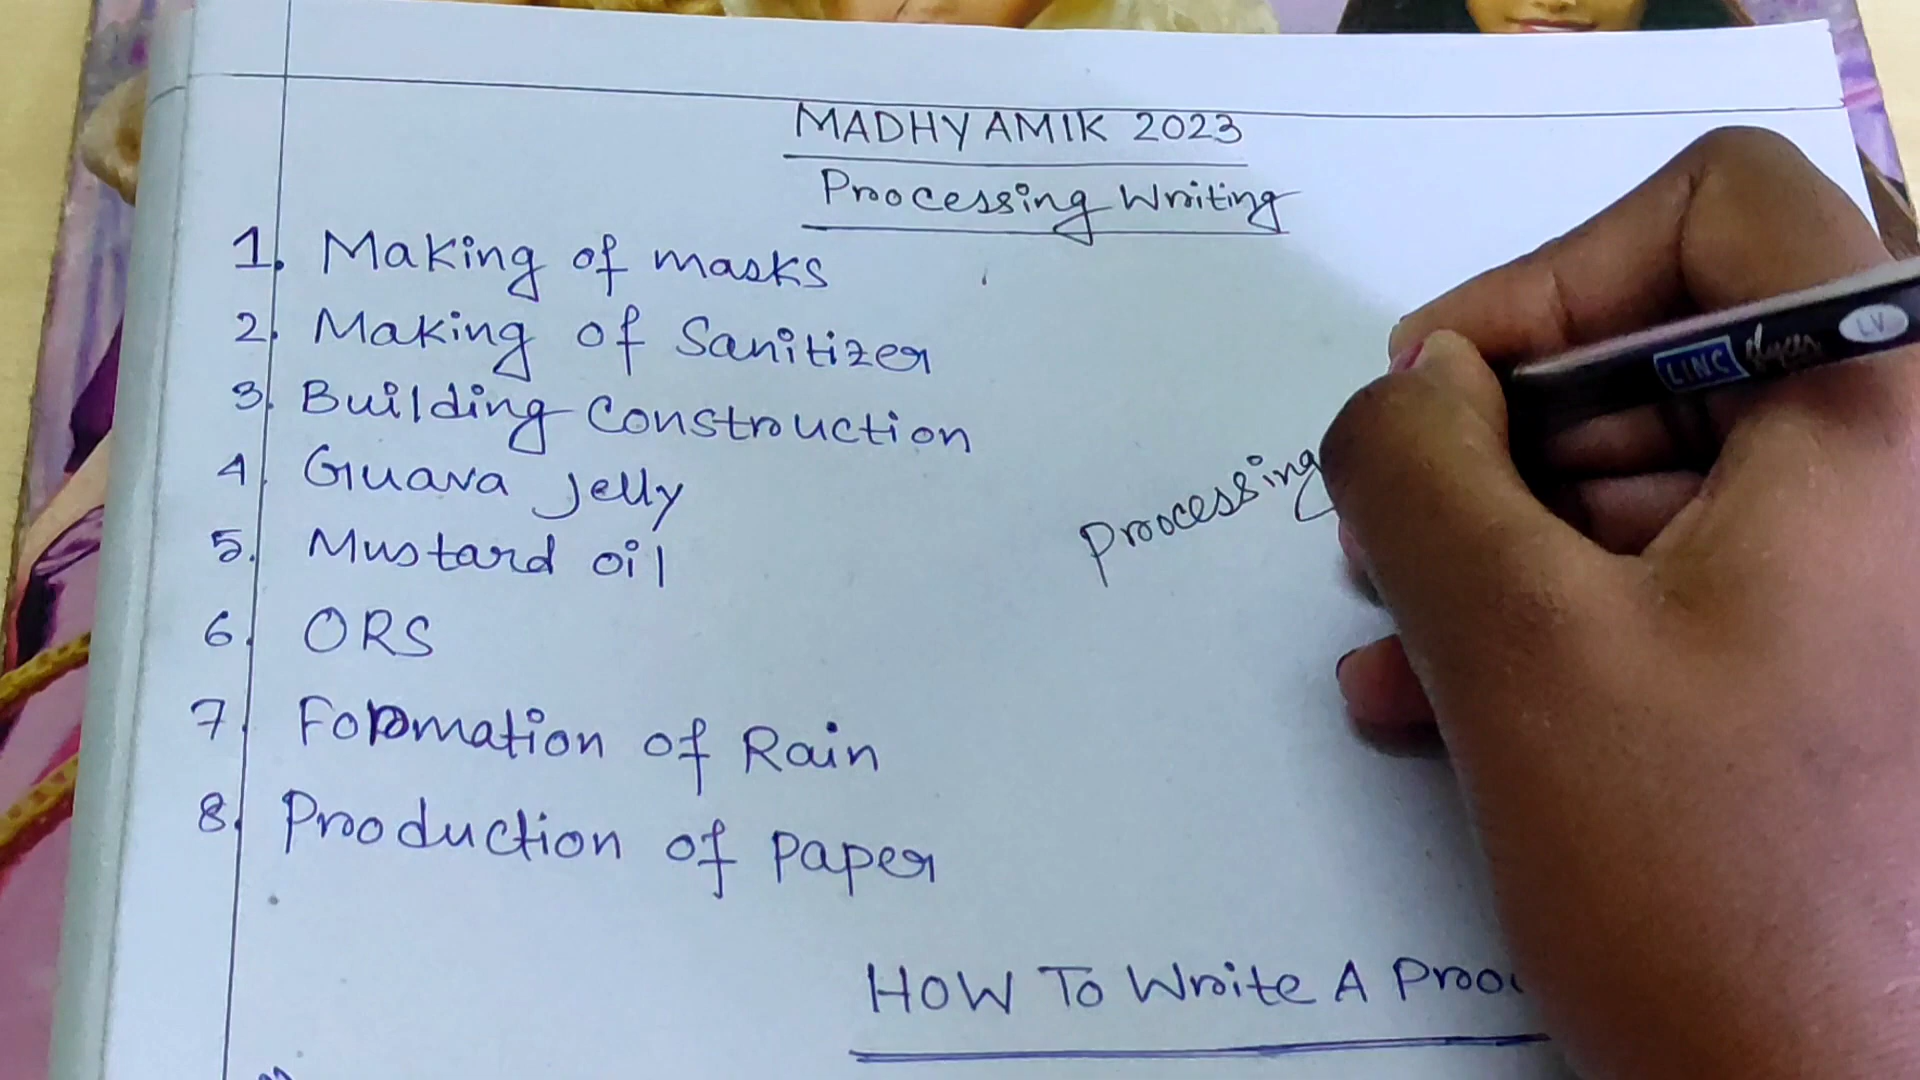 MADHYAMIK 2023
Processing Writing
1. Making of masks
2. Making of Sanitizer
3. Building Construction
4. Guava jelly
5. Mustard oil
6. ORS
7. Formation of Rain
8. Production of paper
Processing
HOW TO Write A
LINC LV